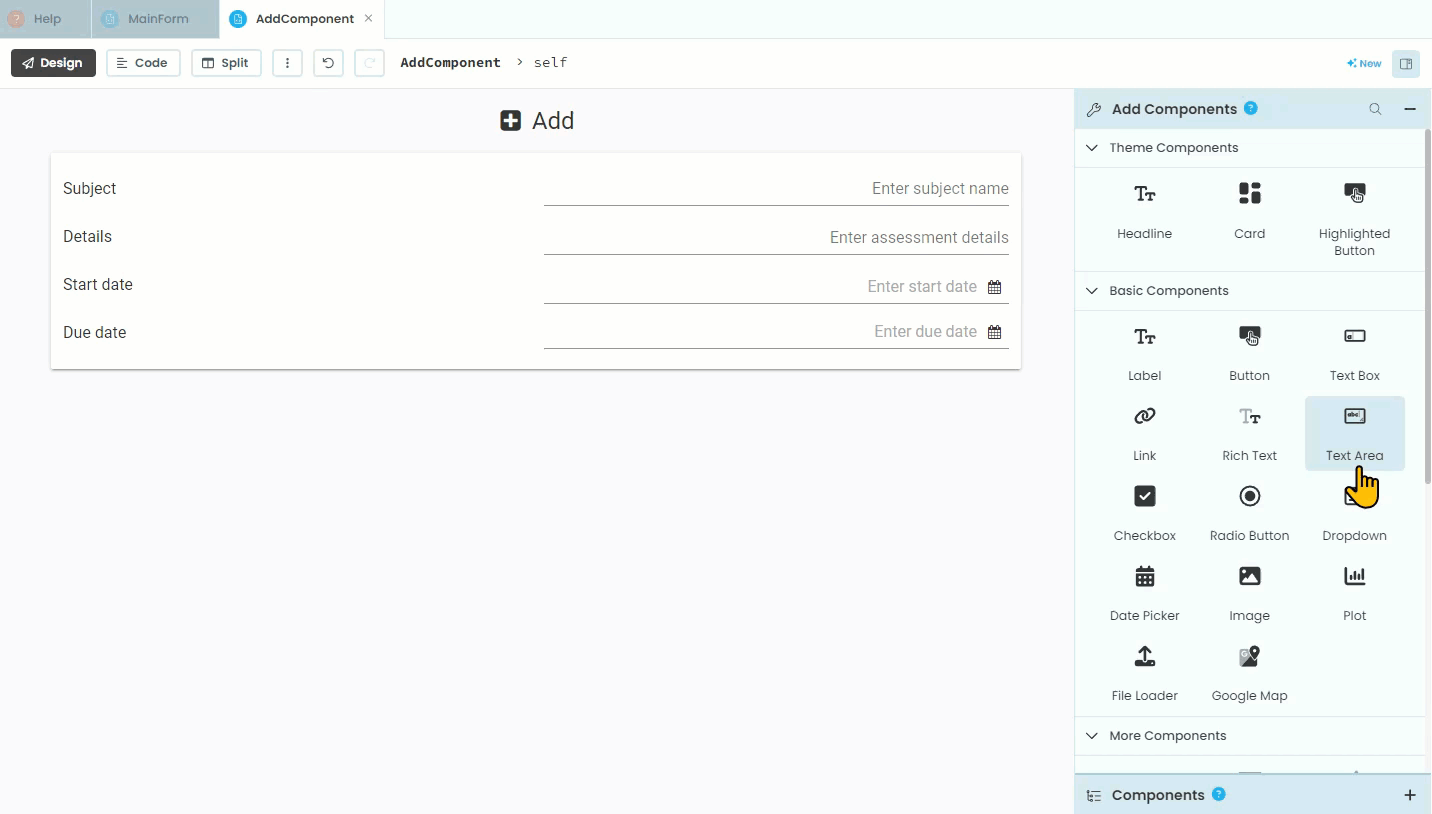 Help
MainForm
AddComponent
Design
Code
Split
AddComponent > self
New
Add
Subject
Enter subject name
Details
Enter assessment details
Start date
Enter start date
Due date
Enter due date
Add Components ?
Theme Components
Headline
Card
Highlighted
Button
Basic Components
Label
Button
Text Box
Link
Rich Text
Text Area
Checkbox
Radio Button
Dropdown
Date Picker
Image
Plot
File Loader
Google Map
More Components
Components ?